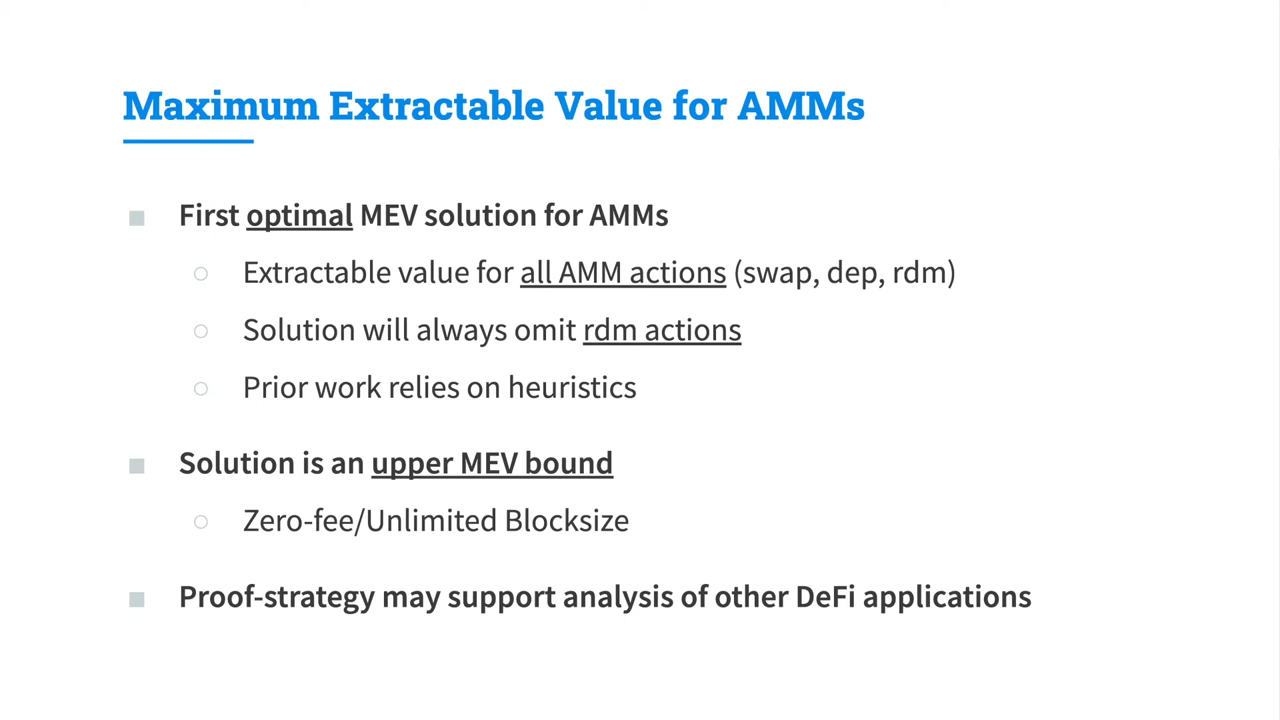 Maximum Extractable Value for AMMs
First optimal MEV solution for AMMs
Extractable value for all AMM actions (swap, dep, rdm)
Solution will always omit rdm actions
Prior work relies on heuristics
Solution is an upper MEV bound
Zero-fee/Unlimited Blocksize
Proof-strategy may support analysis of other DeFi applications